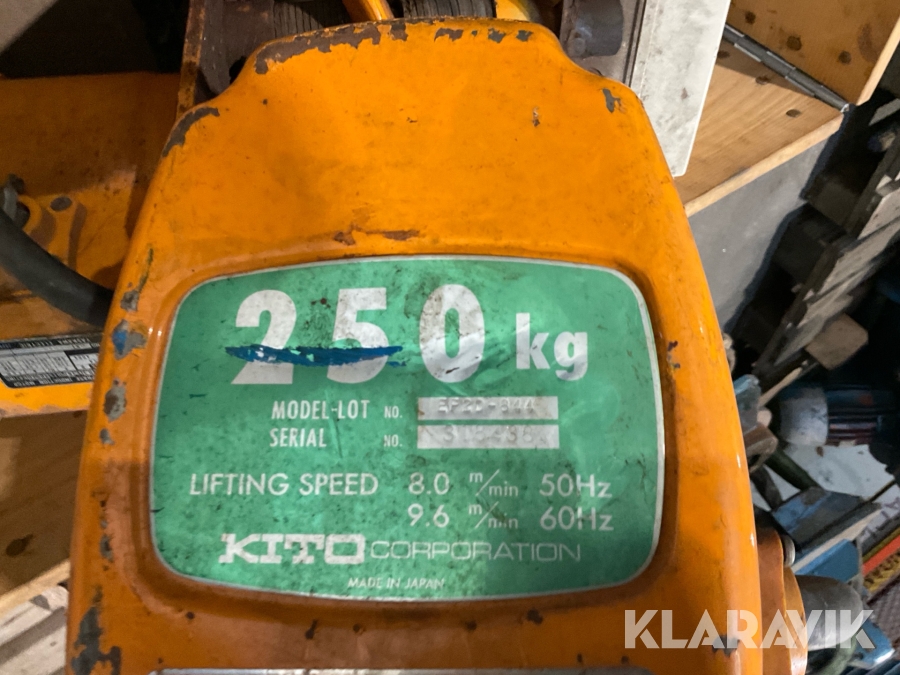 250 kg
MODEL-LOT NO.
SERIAL NO.
LIFTING SPEED 8.0 m/min 50Hz
9.6 m/min 60Hz
KITO CORPORATION
MADE IN JAPAN
KLARAVIK